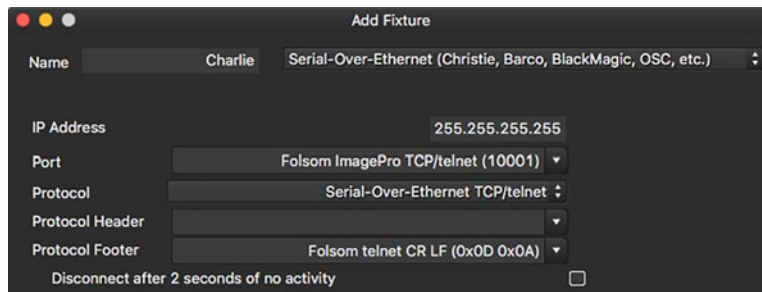 Add Fixture
Name Charlie Serial-Over-Ethernet (Christie, Barco, BlackMagic, OSC, etc.)
IP Address 255.255.255.255
Port Folsom ImagePro TCP/telnet (10001)
Protocol Serial-Over-Ethernet TCP/telnet
Protocol Header
Protocol Footer Folsom telnet CR LF (0x0D 0x0A)
Disconnect after 2 seconds of no activity